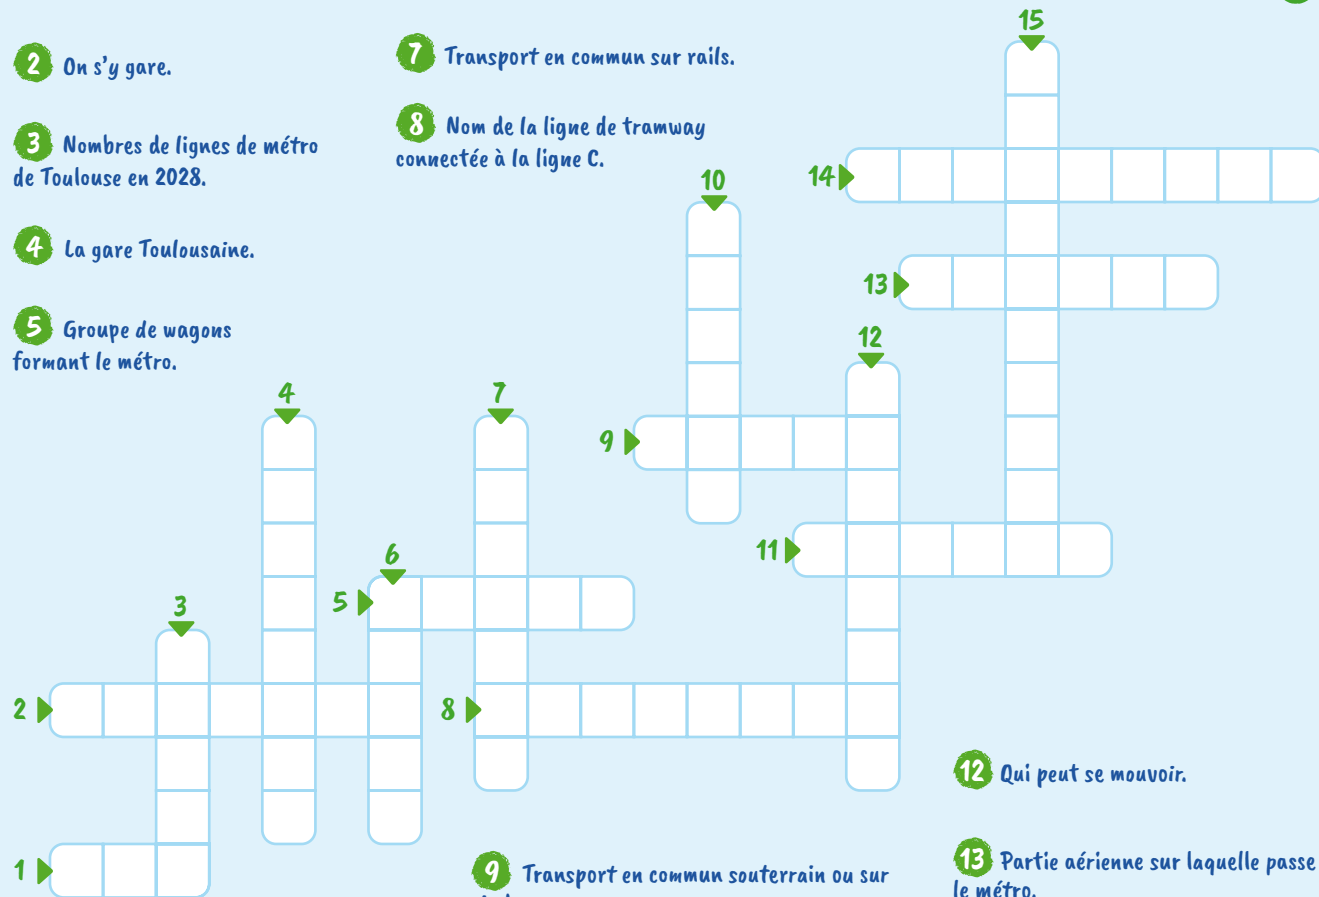 2 On s'y gare.
3 Nombres de lignes de métro
de Toulouse en 2028.
4 La gare Toulousaine.
5 Groupe de wagons
formant le métro.
7 Transport en commun sur rails.
8 Nom de la ligne de tramway
connectée à la ligne C.
15
10
14
13
12
4
7
9
6
11
5
3
2
8
1
12 Qui peut se mouvoir.
9 Transport en commun souterrain ou sur
13 Partie aérienne sur laquelle passe
le métro.